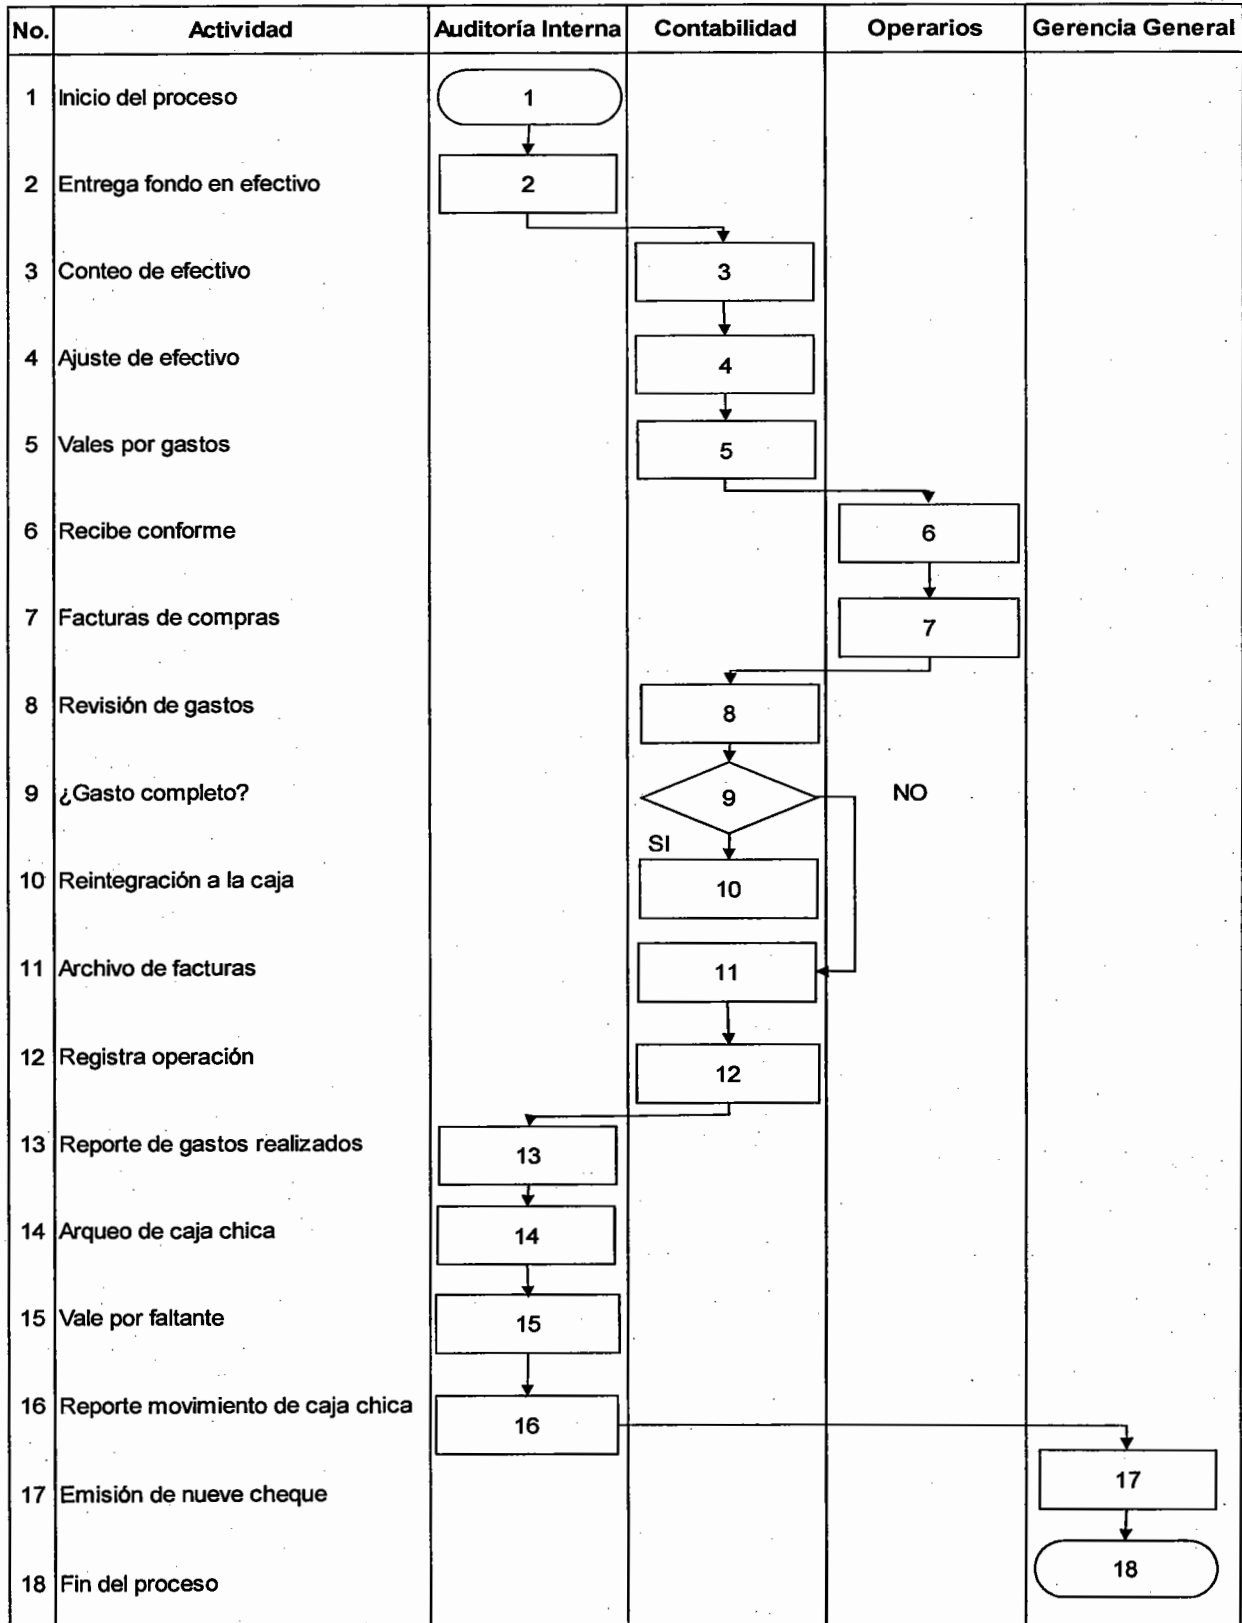 No. Actividad Auditoría Interna Contabilidad Operarios Gerencia General
1 Inicio del proceso 1
2 Entrega fondo en efectivo 2
3 Conteo de efectivo 3
4 Ajuste de efectivo 4
5 Vales por gastos 5
6 Recibe conforme 6
7 Facturas de compras 7
8 Revisión de gastos 8
9 ¿Gasto completo? 9 NO
SI
10 Reintegración a la caja 10
11 Archivo de facturas 11
12 Registra operación 12
13 Reporte de gastos realizados 13
14 Arqueo de caja chica 14
15 Vale por faltante 15
16 Reporte movimiento de caja chica 16
17 Emisión de nueve cheque 17
18 Fin del proceso 18